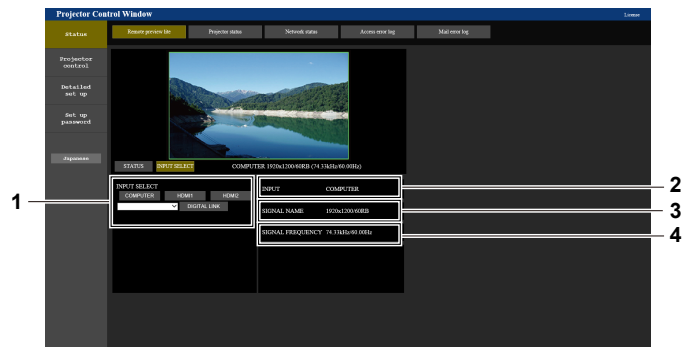 Projector Control Window
License
Status
Remote preview lite
Projector status
Network status
Access error log
Mail error log
Projector
control
Detailed
set up
Set up
password
Japanese
STATUS
INPUT SELECT
COMPUTER 1920x1200/60RB (74.33kHz/60.00Hz)
1
INPUT SELECT
COMPUTER
HDMI1
HDMI2
DIGITAL LINK
INPUT COMPUTER
2
SIGNAL NAME 1920x1200/60RB
3
SIGNAL FREQUENCY 74.33kHz/60.00Hz
4